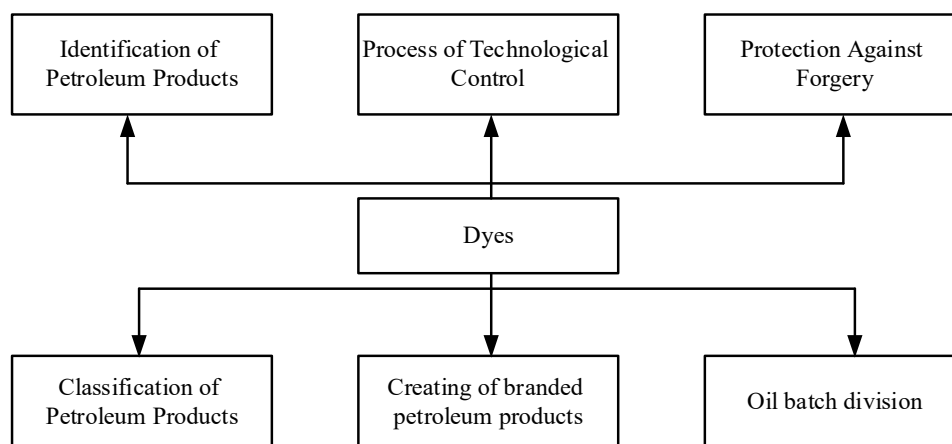 Identification of
Petroleum Products
Process of Technological
Control
Protection Against
Forgery
Dyes
Classification of
Petroleum Products
Creating of branded
petroleum products
Oil batch division